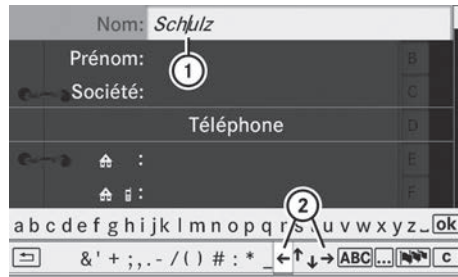 Nom: Schulz
1
Prénom:
B
Société:
C
Téléphone
D
:
E
:
F
2
a b c d e f g h i j k l m n o p q r s t u v w x y z _ ok
& ' + ; , . - / ( ) # : * _ ← ↑ ↓ → ABC ... c